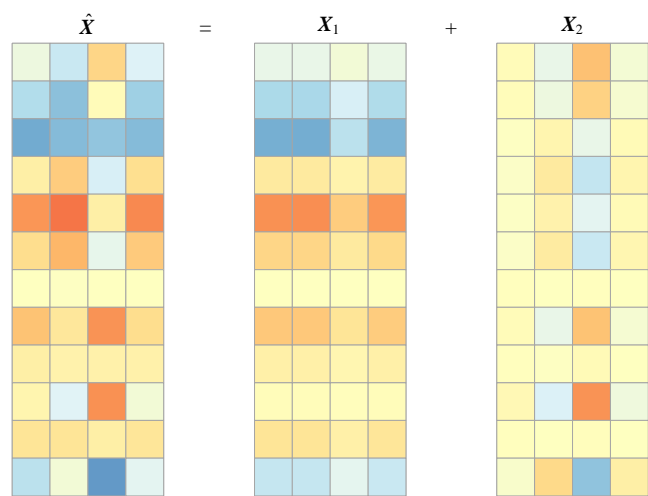 X̂ = X₁ + X₂